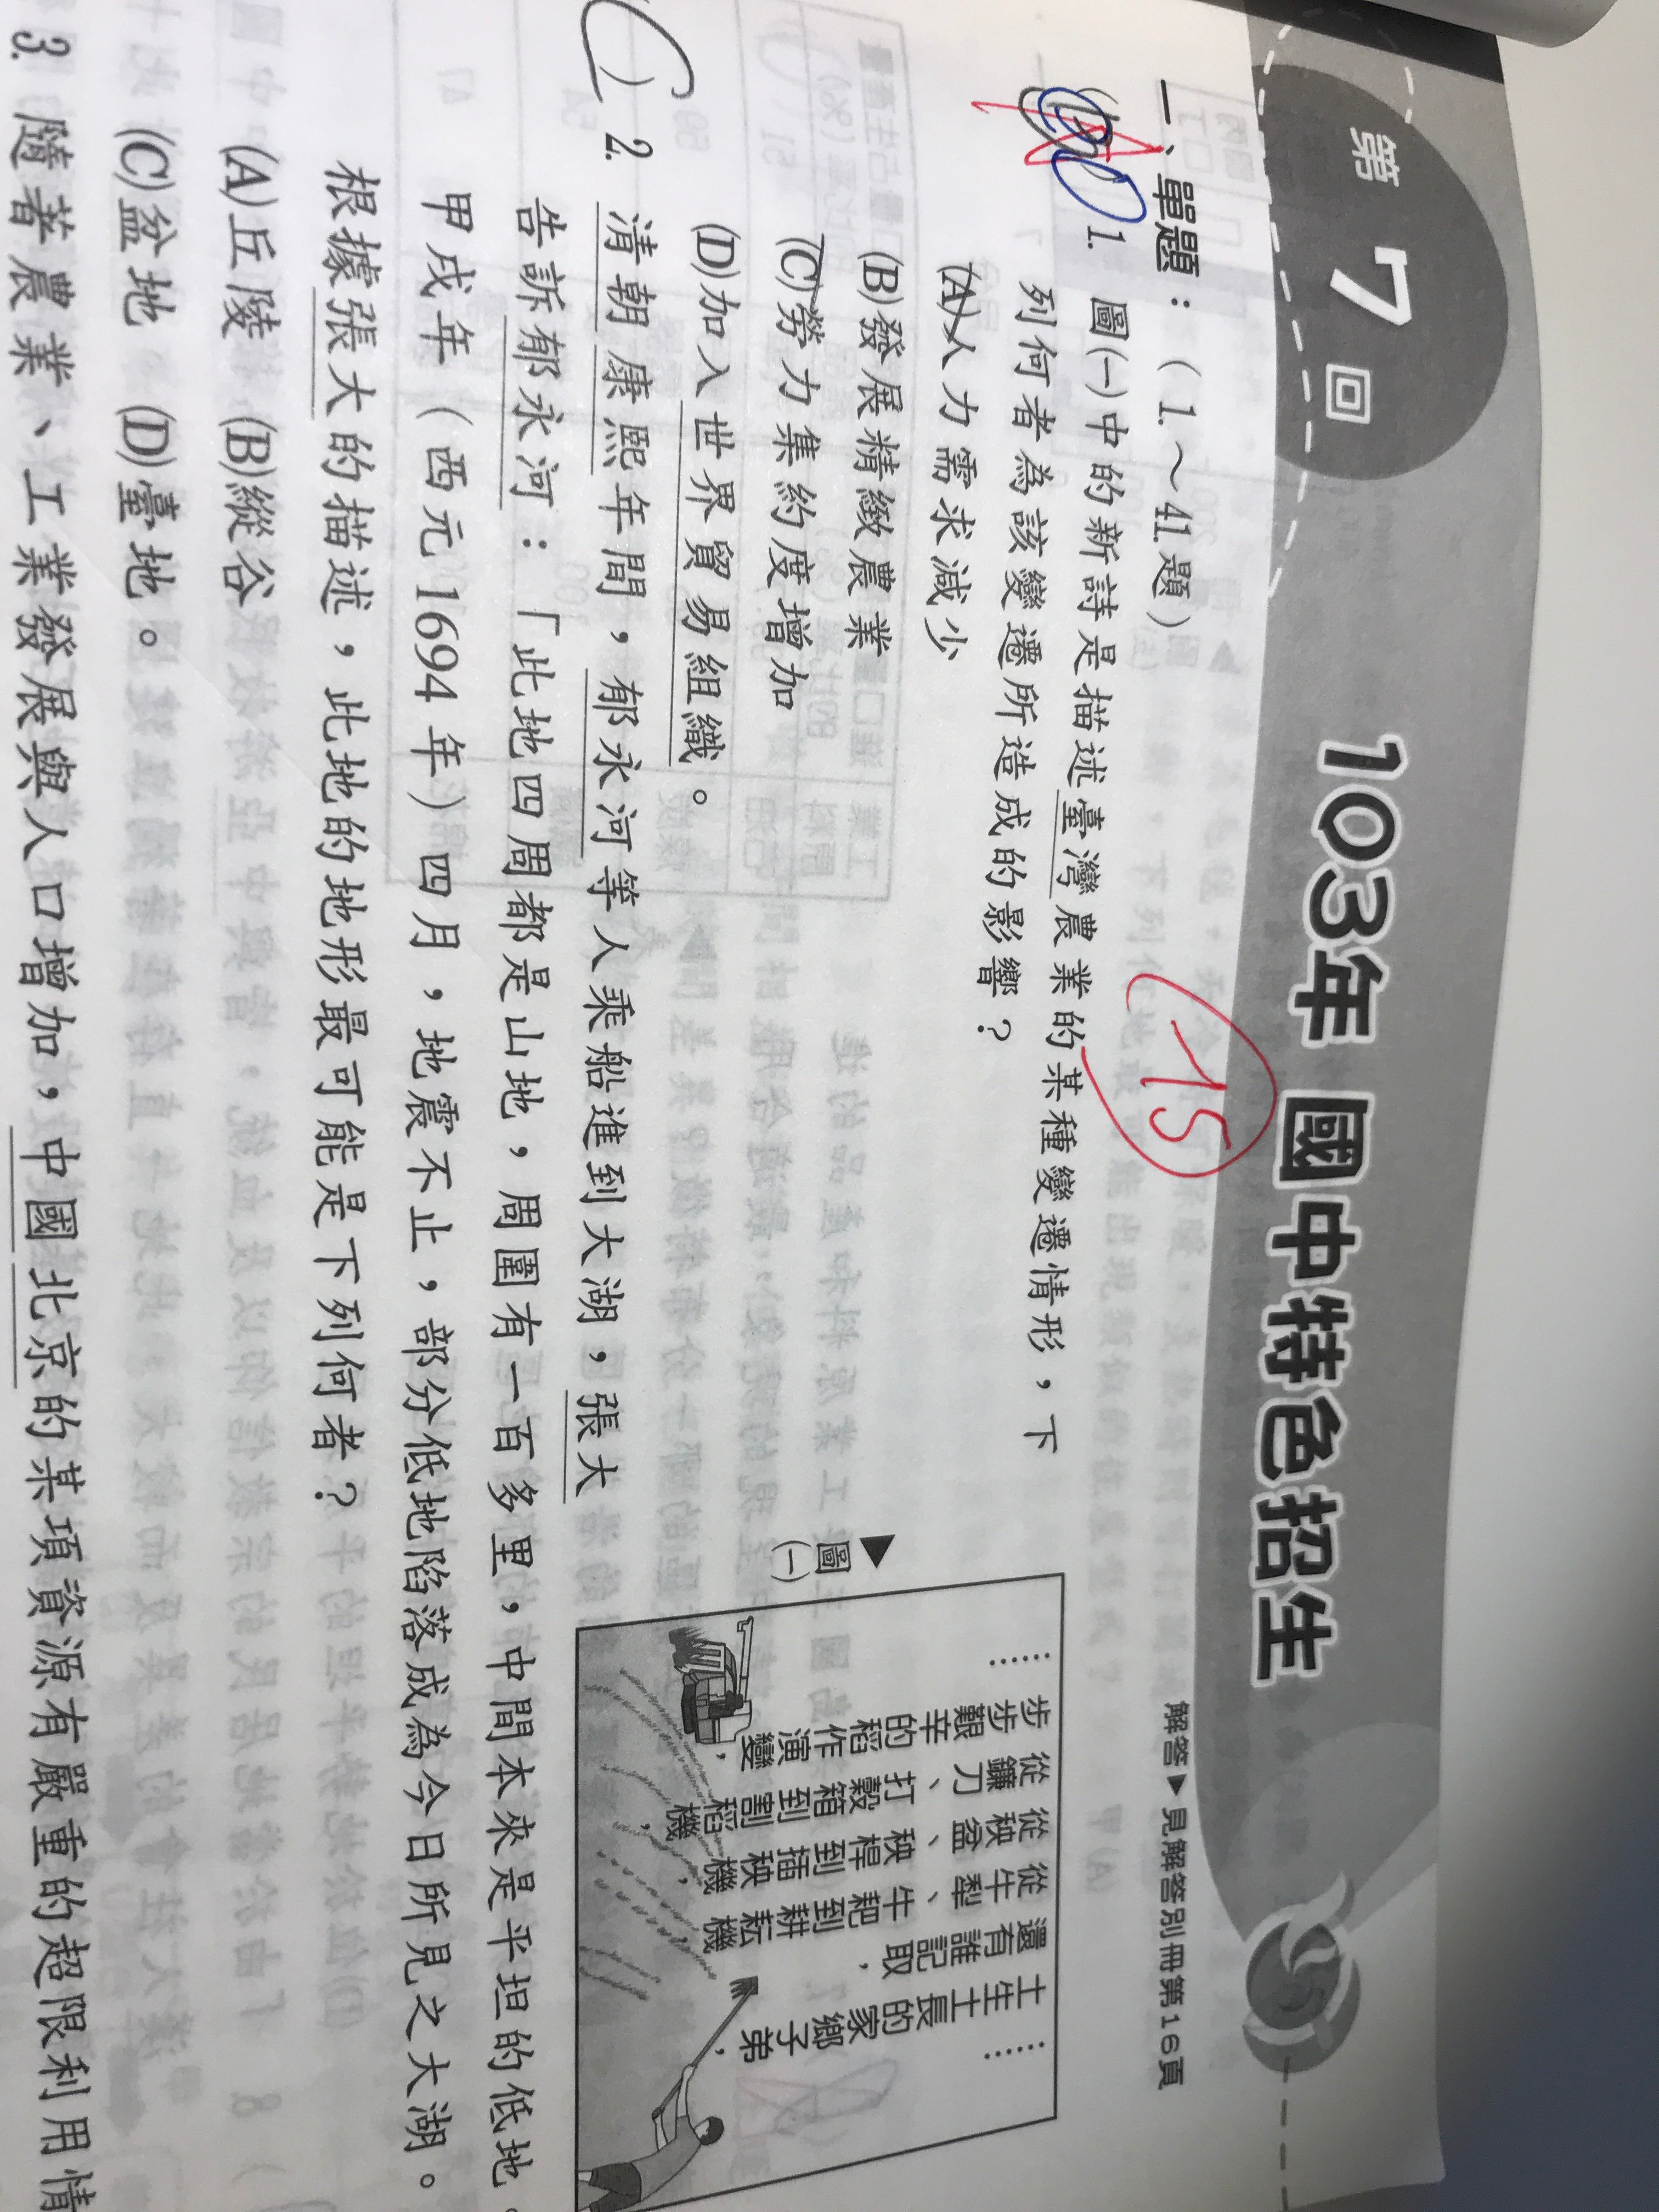 第7回 103年 國中特色招生
解答▶見解答別冊第16頁
一、單題：（1.～41.題）
-15
1. 圖(一)中的新詩是描述臺灣農業的某種變遷情形，下
列何者為該變遷所造成的影響？
(A)人力需求減少
(B)發展精緻農業
(C)勞力集約度增加
(D)加入世界貿易組織。
……
步步艱辛的稻作演變，
從鐮刀、打穀箱到割稻機，
從秧盆、秧桿到插秧機，
從牛犁、牛耙到耕耘機，
還有誰記取，
土生土長的家鄉子弟，
……
▲圖(一)
C)2. 清朝康熙年間，郁永河等人乘船進到大湖，張大
告訴郁永河：「此地四周都是山地，周圍有一百多里，中間本來是平坦的低地。
甲戌年（西元1694年）四月，地震不止，部分低地陷落成為今日所見之大湖。
根據張大的描述，此地的地形最可能是下列何者？
(A)丘陵 (B)縱谷
(C)盆地 (D)臺地。
3. 隨著農業、工業發展與人口增加，中國北京的某項資源有嚴重的超限利用情